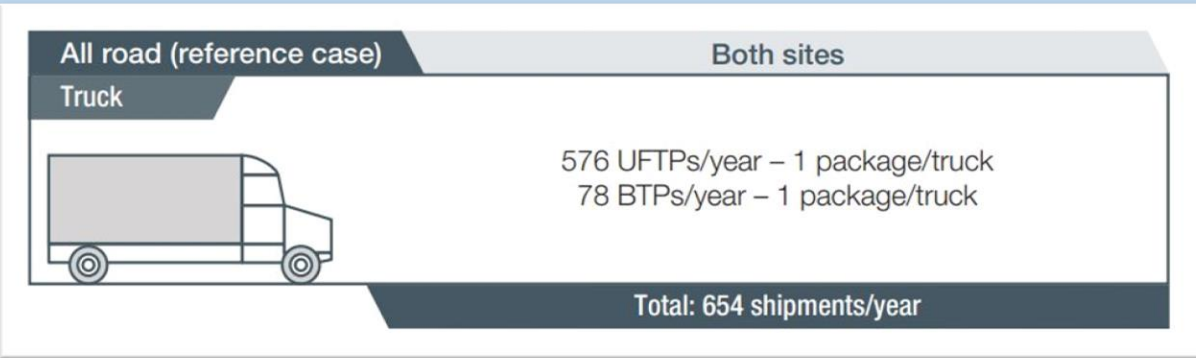 All road (reference case)
Both sites
Truck
576 UFTPs/year – 1 package/truck
78 BTPs/year – 1 package/truck
Total: 654 shipments/year